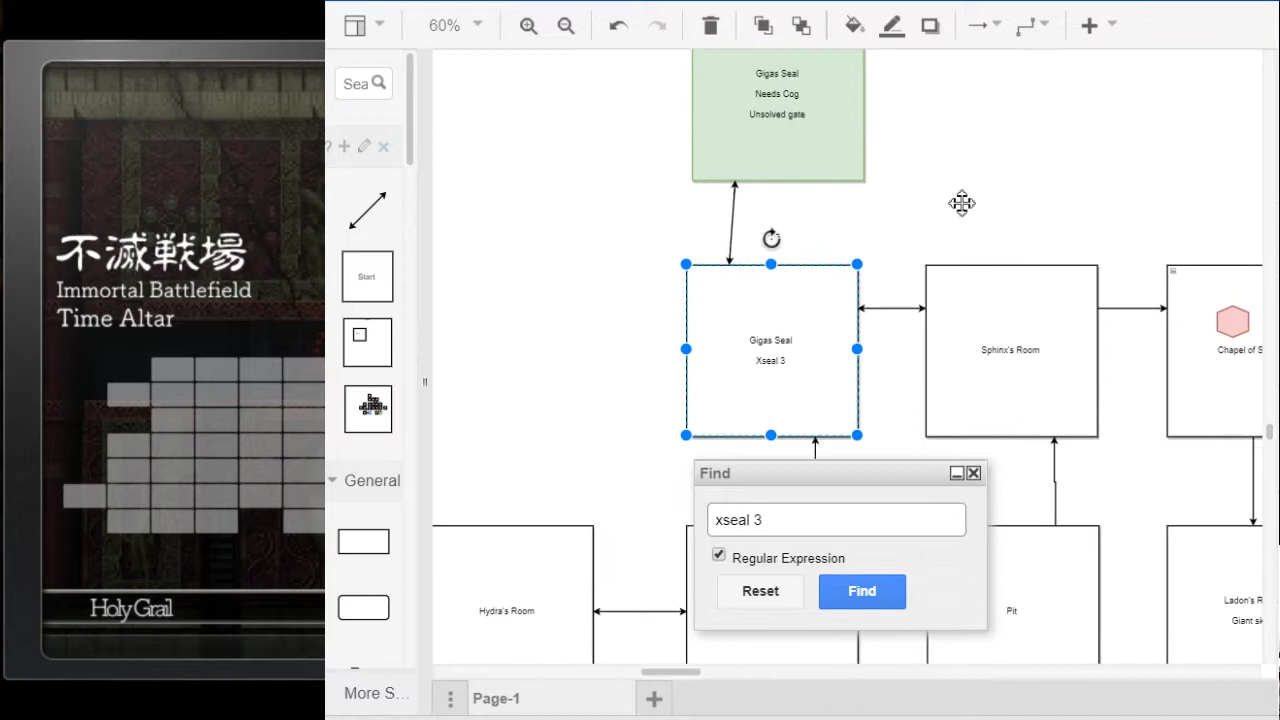 60%
Sea
?
Start
General
More S...
Page-1
不滅戦場
Immortal Battlefield
Time Altar
Holy Grail
Gigas Seal
Needs Cog
Unsolved gate
Gigas Seal
Xseal 3
Sphinx's Room
Chapel of S
Find
xseal 3
Regular Expression
Reset
Find
Hydra's Room
Pit
Ladon's R
Giant sk